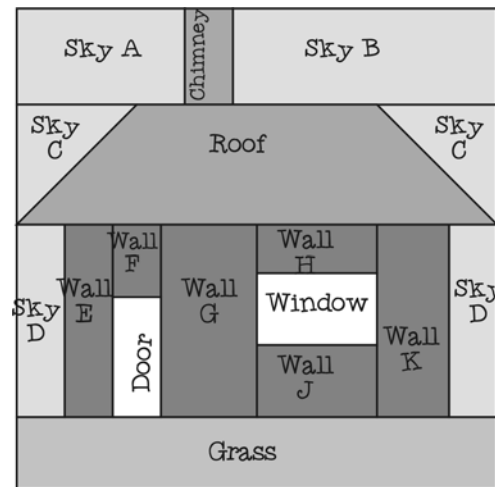 Sky A
Chimney
Sky B
Sky
C
Roof
Sky
C
Sky
D
Wall
E
Wall
F
Door
Wall
G
Wall
H
Window
Wall
J
Wall
K
Sky
D
Grass